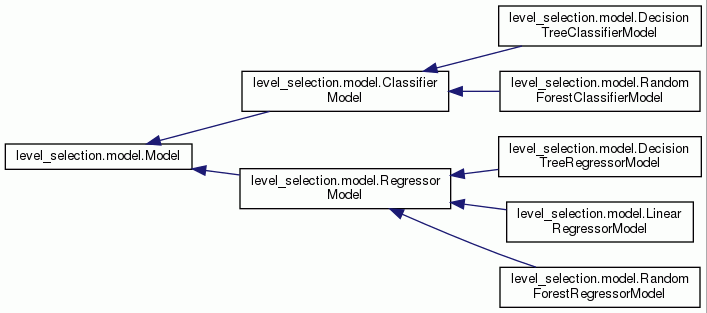 level_selection.model.Decision
TreeClassifierModel
level_selection.model.Classifier
Model
level_selection.model.Random
ForestClassifierModel
level_selection.model.Model
level_selection.model.Decision
TreeRegressorModel
level_selection.model.Regressor
Model
level_selection.model.Linear
RegressorModel
level_selection.model.Random
ForestRegressorModel